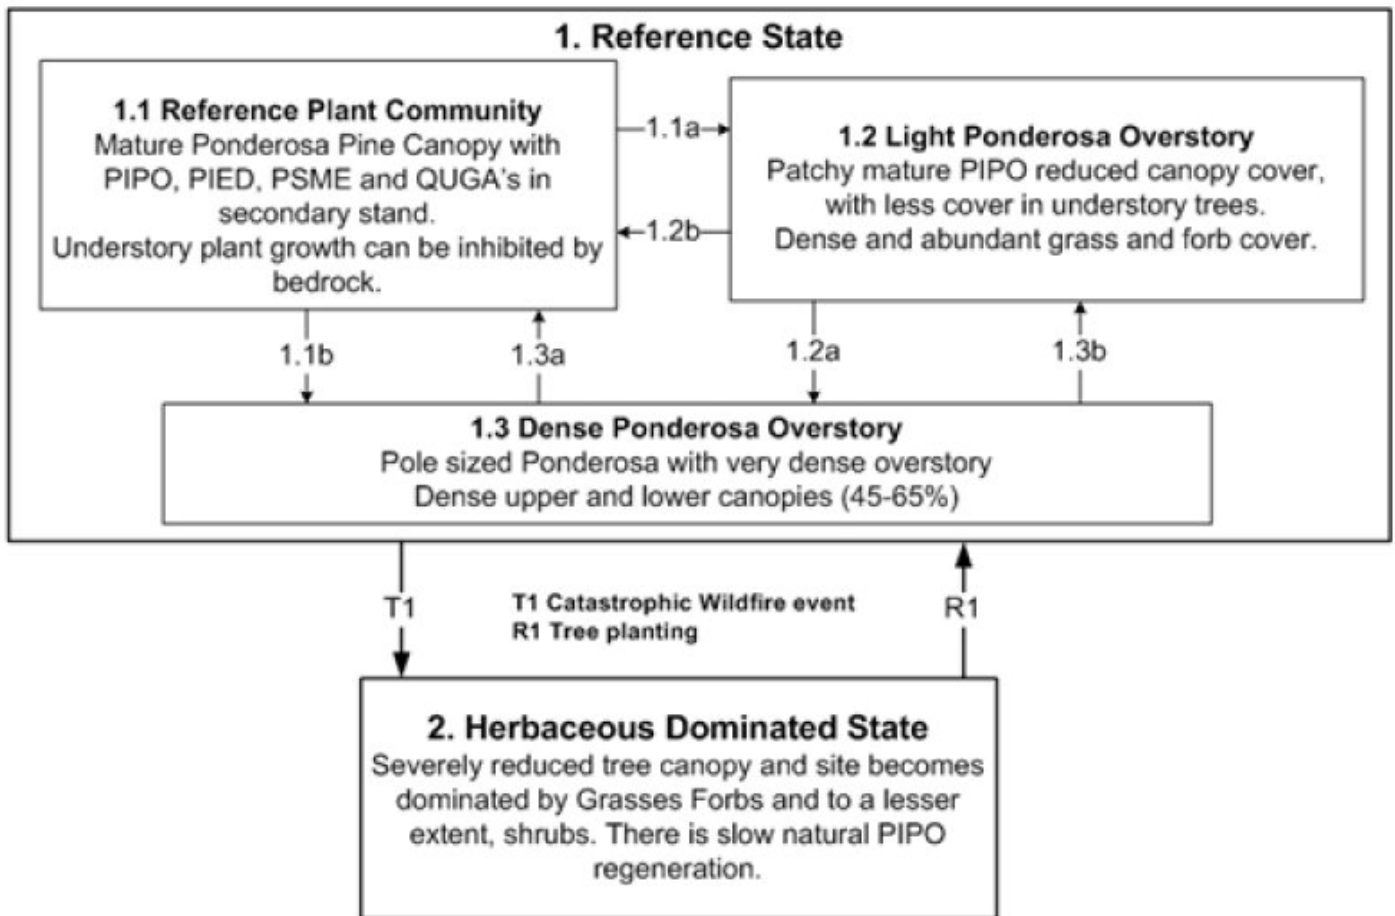 1. Reference State
1.1 Reference Plant Community
Mature Ponderosa Pine Canopy with
PIPO, PIED, PSME and QUGA's in
secondary stand.
Understory plant growth can be inhibited by
bedrock.
1.1a
1.2b
1.2 Light Ponderosa Overstory
Patchy mature PIPO reduced canopy cover,
with less cover in understory trees.
Dense and abundant grass and forb cover.
1.1b
1.3a
1.2a
1.3b
1.3 Dense Ponderosa Overstory
Pole sized Ponderosa with very dense overstory
Dense upper and lower canopies (45-65%)
T1
T1 Catastrophic Wildfire event
R1 Tree planting
R1
2. Herbaceous Dominated State
Severely reduced tree canopy and site becomes
dominated by Grasses Forbs and to a lesser
extent, shrubs. There is slow natural PIPO
regeneration.